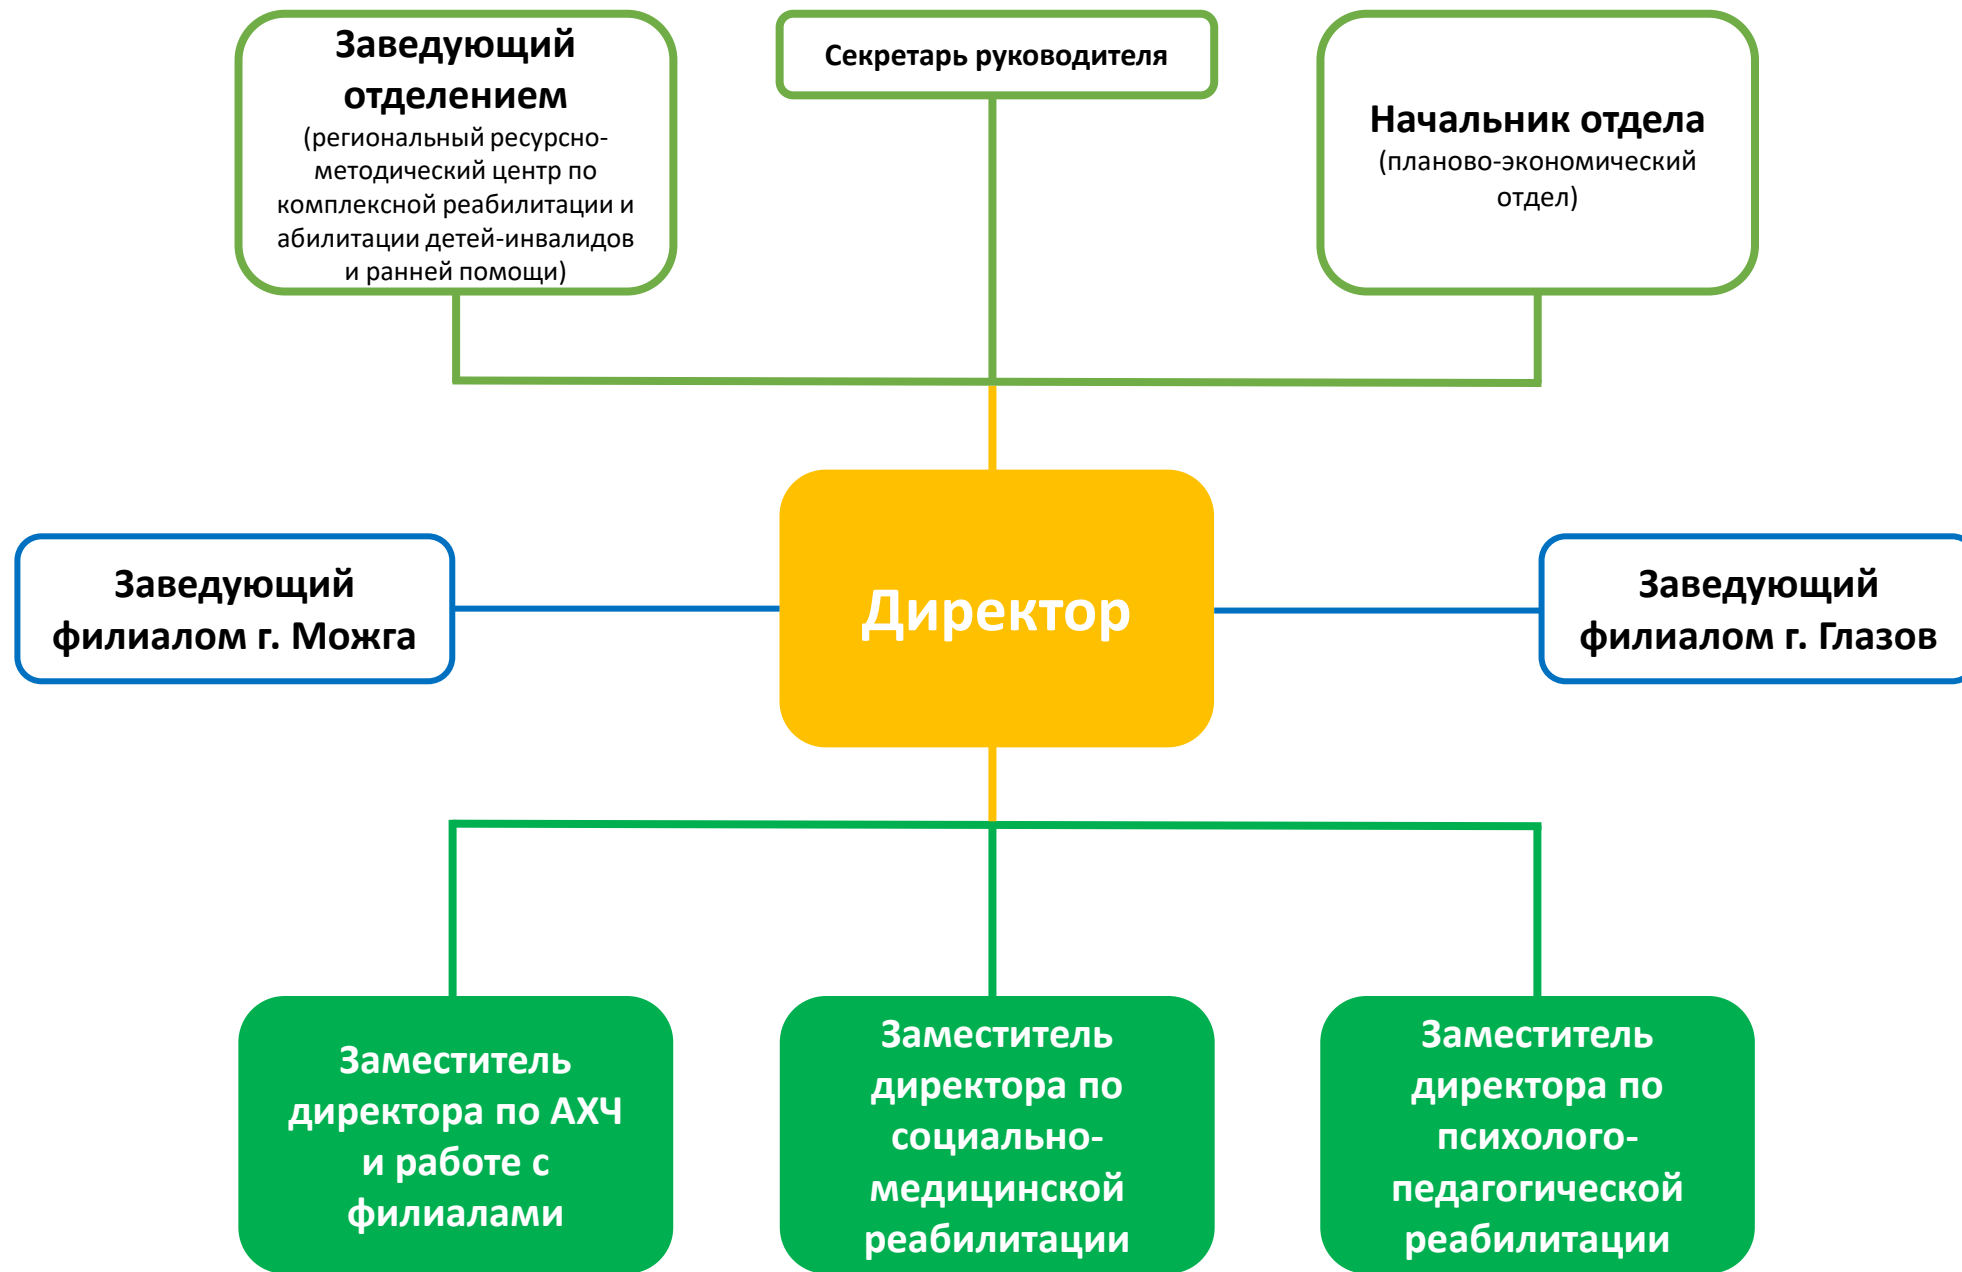 Заведующий
отделением
(региональный ресурсно-
методический центр по
комплексной реабилитации и
абилитации детей-инвалидов
и ранней помощи)
Секретарь руководителя
Начальник отдела
(планово-экономический
отдел)
Заведующий
филиалом г. Можга
Директор
Заведующий
филиалом г. Глазов
Заместитель
директора по АХЧ
и работе с
филиалами
Заместитель
директора по
социально-
медицинской
реабилитации
Заместитель
директора по
психолого-
педагогической
реабилитации